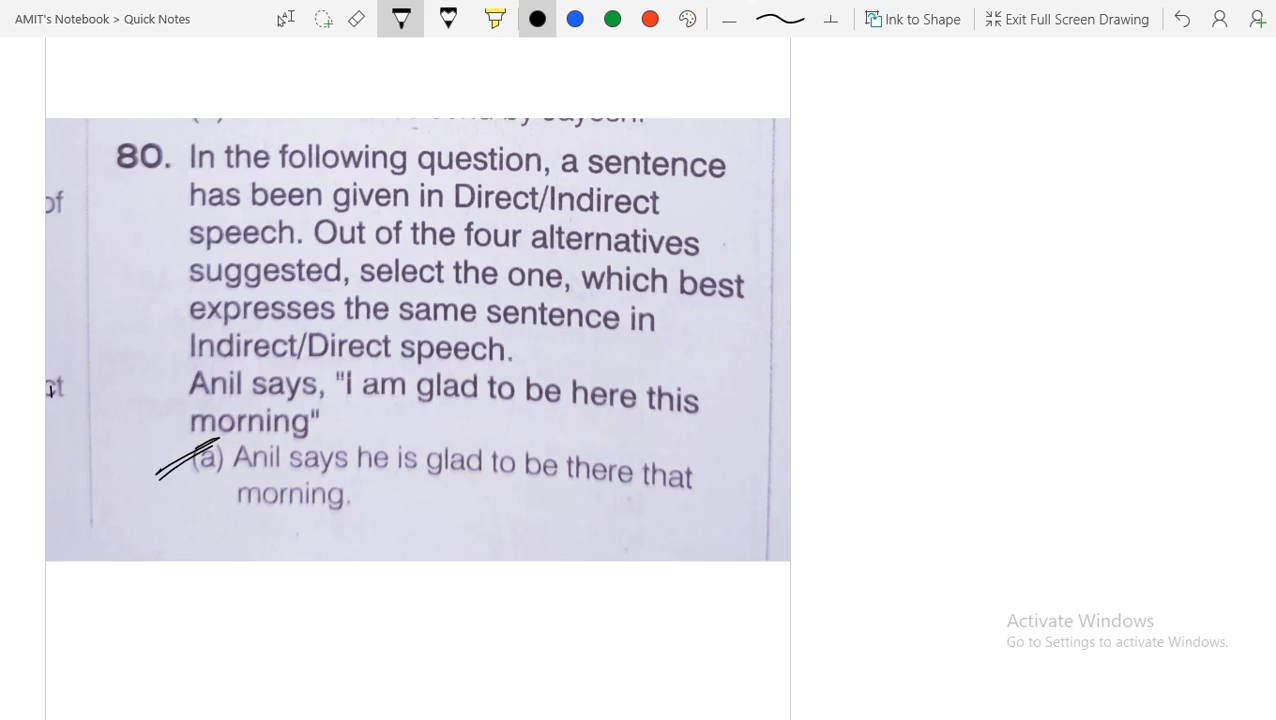 AMIT's Notebook > Quick Notes
Ink to Shape
Exit Full Screen Drawing
80. In the following question, a sentence
has been given in Direct/Indirect
speech. Out of the four alternatives
suggested, select the one, which best
expresses the same sentence in
Indirect/Direct speech.
Anil says, "I am glad to be here this
morning"
(a) Anil says he is glad to be there that
morning.
of
Activate Windows
Go to Settings to activate Windows.